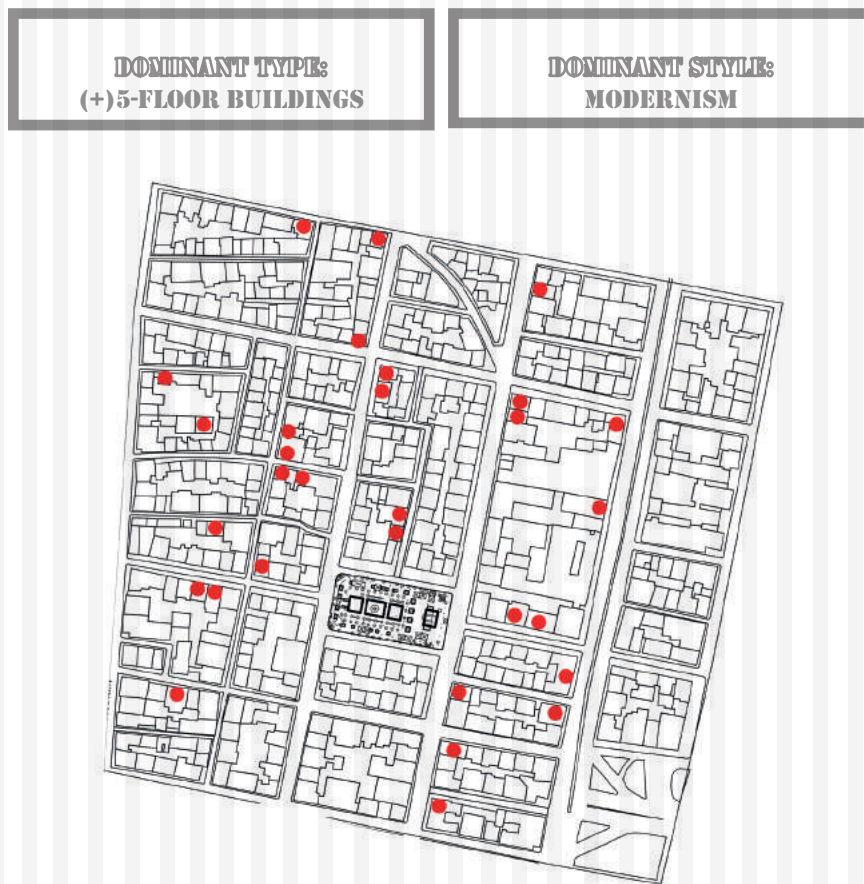 DOMINANT TYPE:
(+)5-FLOOR BUILDINGS
DOMINANT STYLE:
MODERNISM